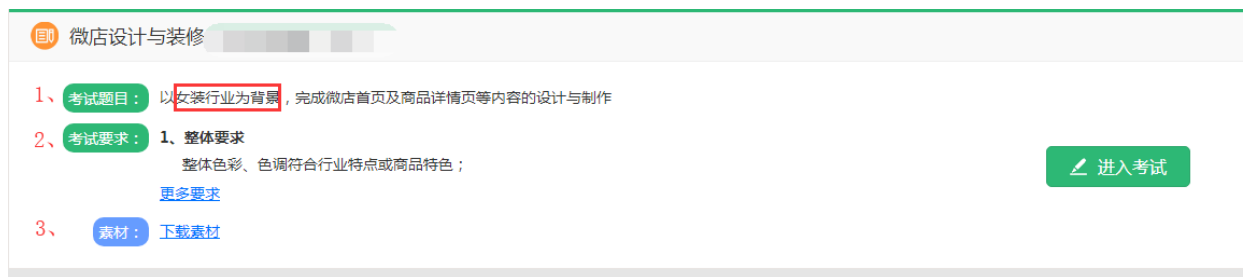 微店设计与装修
1、 考试题目： 以女装行业为背景，完成微店首页及商品详情页等内容的设计与制作
2、 考试要求： 1、整体要求
整体色彩、色调符合行业特点或商品特色；
进入考试
更多要求
3、 素材： 下载素材